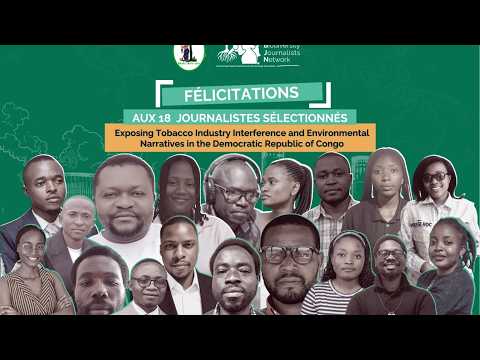 Biodiversity
Journalists
Network
FÉLICITATIONS
AUX 18 JOURNALISTES SÉLECTIONNÉS
Exposing Tobacco Industry Interference and Environmental
Narratives in the Democratic Republic of Congo